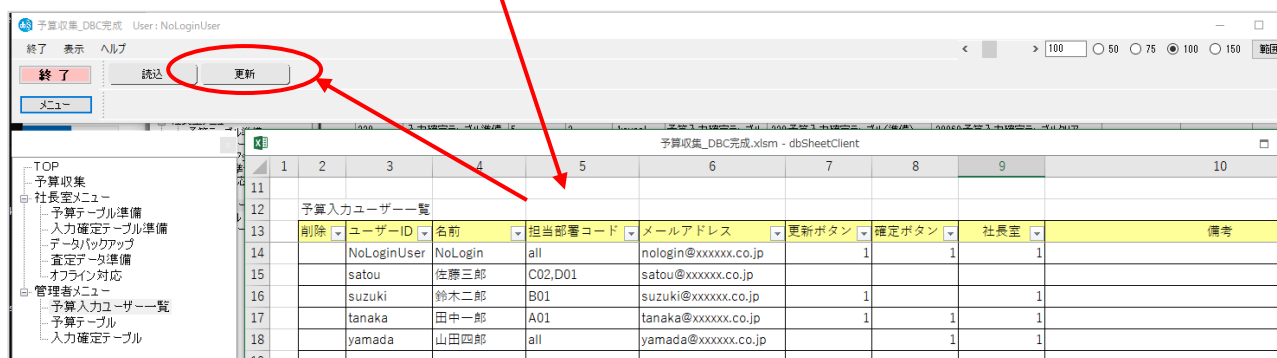 予算収集_DBC完成 User : NoLoginUser
終了 表示 ヘルプ
< > 100 50 75 100 150 範囲
終 了 読込 更新
メニュー
予算収集_DBC完成.xlsm - dbSheetClient
TOP
予算収集
社長室メニュー
予算テーブル準備
入力確定テーブル準備
データバックアップ
査定データ準備
オフライン対応
管理者メニュー
予算入力ユーザー一覧
予算テーブル
入力確定テーブル
1 2 3 4 5 6 7 8 9 10
11
12 予算入力ユーザー一覧
13 削除 ユーザーID 名前 担当部署コード メールアドレス 更新ボタン 確定ボタン 社長室 備考
14 NoLoginUser NoLogin all nologin@xxxxxx.co.jp 1 1 1
15 satou 佐藤三郎 C02,D01 satou@xxxxxx.co.jp
16 suzuki 鈴木二郎 B01 suzuki@xxxxxx.co.jp 1 1
17 tanaka 田中一郎 A01 tanaka@xxxxxx.co.jp 1 1 1
18 yamada 山田四郎 all yamada@xxxxxx.co.jp 1 1